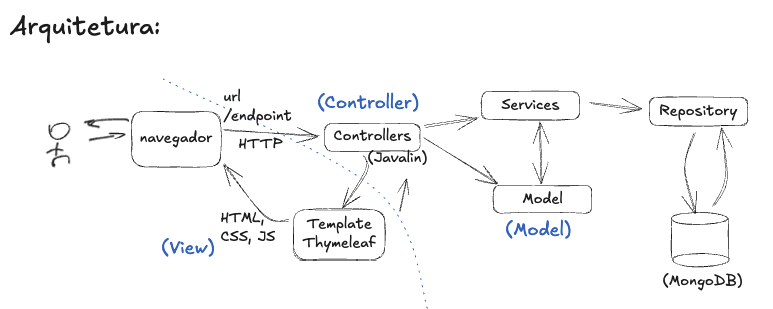 Arquitetura:
url
/endpoint
HTTP
navegador
(Controller)
Controllers
(Javalin)
Services
Repository
Model
(Model)
HTML,
CSS, JS
(View)
Template
Thymeleaf
(MongoDB)